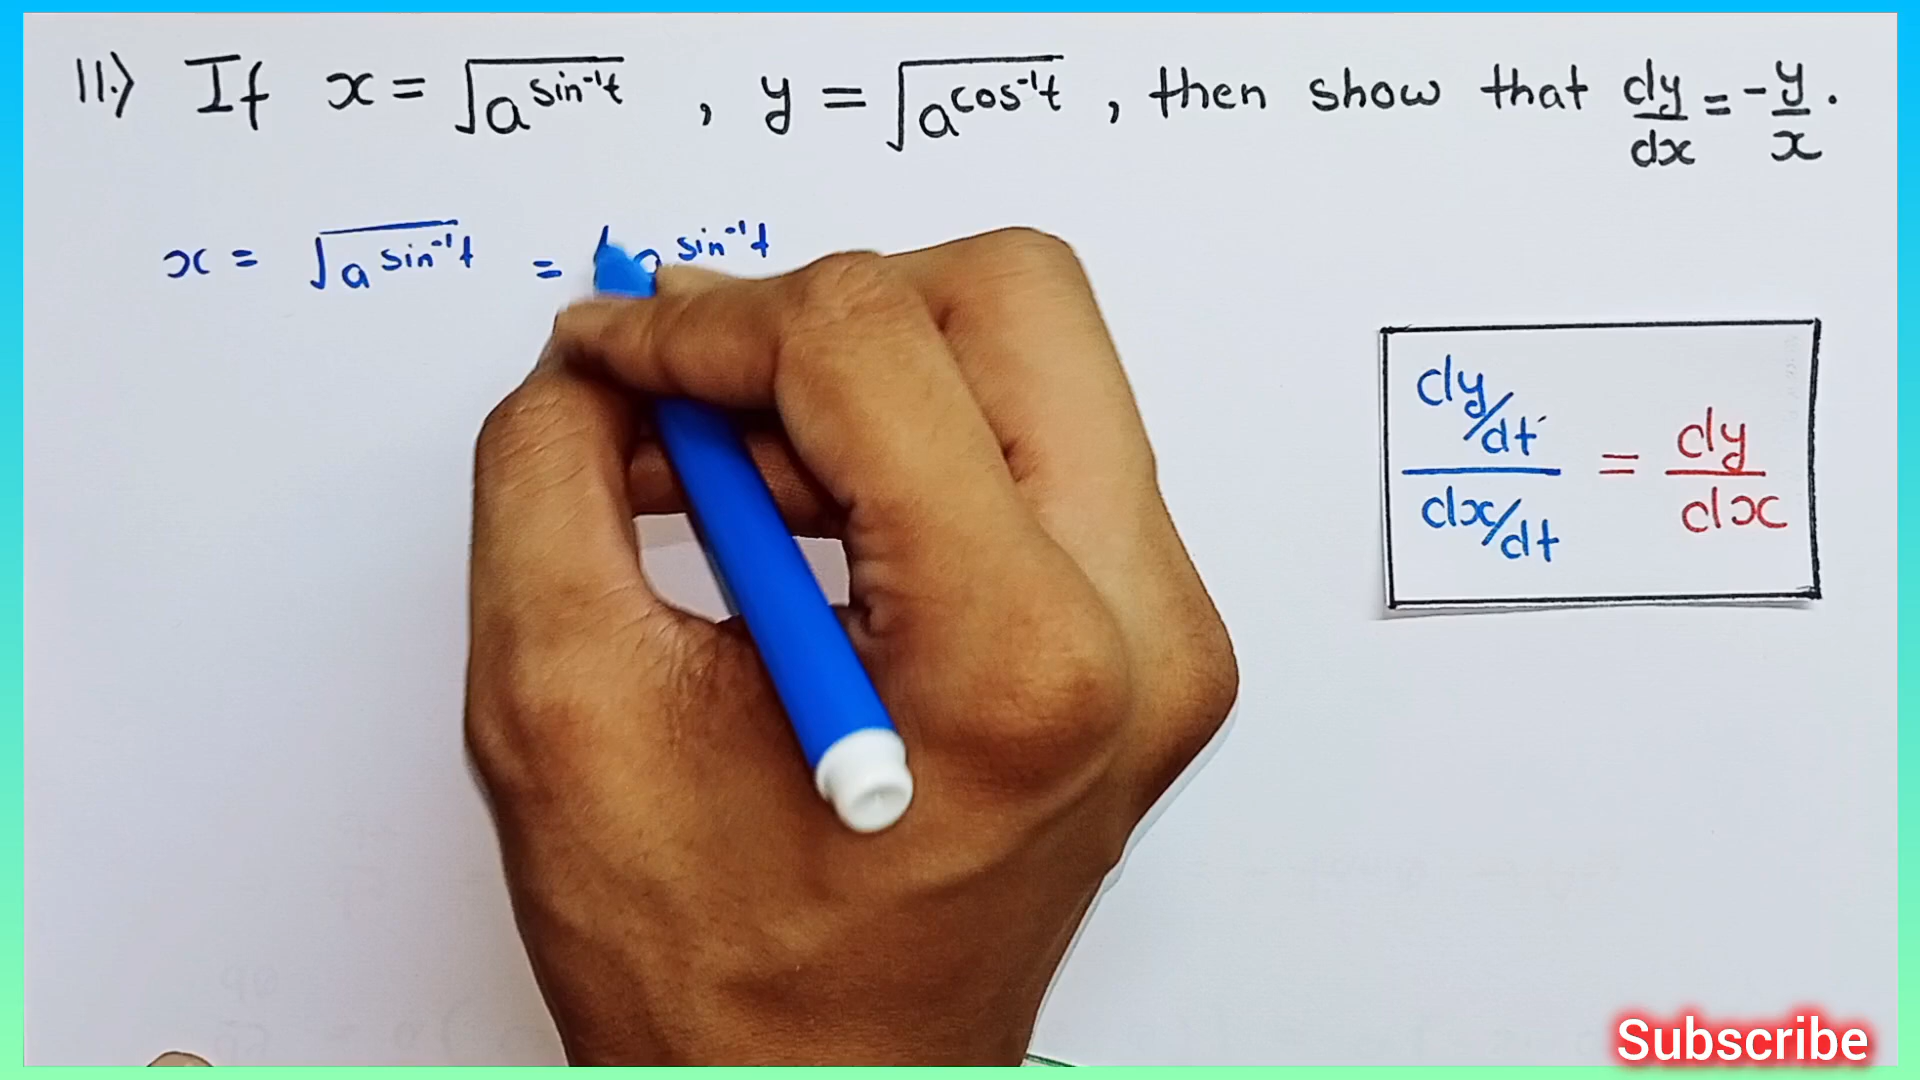 11.) If x = √a^sin⁻¹t , y = √a^cos⁻¹t , then show that dy/dx = -y/x .
x = √a^sin⁻¹t = (a^sin⁻¹t
dy/dt / dx/dt = dy/dx
Subscribe